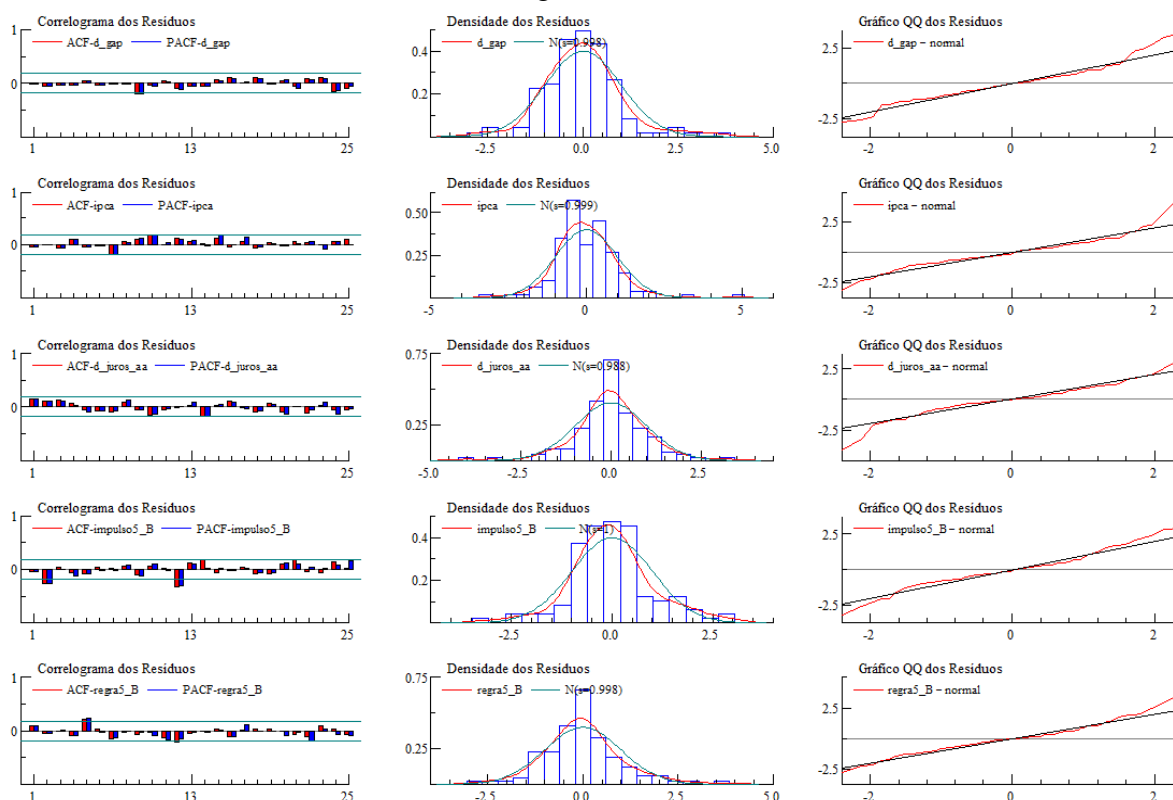 Correlograma dos Resíduos
ACF-d_gap PACF-d_gap
1
0
1 13 25
Densidade dos Resíduos
d_gap N(s=0.998)
0.4
0.2
-2.5 0.0 2.5 5.0
Gráfico QQ dos Resíduos
d_gap − normal
2.5
-2.5
-2 0 2
Correlograma dos Resíduos
ACF-ipca PACF-ipca
1
0
1 13 25
Densidade dos Resíduos
ipca N(s=0.999)
0.50
0.25
-5 0 5
Gráfico QQ dos Resíduos
ipca − normal
2.5
-2.5
-2 0 2
Correlograma dos Resíduos
ACF-d_juros_aa PACF-d_juros_aa
1
0
1 13 25
Densidade dos Resíduos
0.75
d_juros_aa N(s=0.988)
0.25
-5.0 -2.5 0.0 2.5
Gráfico QQ dos Resíduos
d_juros_aa − normal
2.5
-2.5
-2 0 2
Correlograma dos Resíduos
1
ACF-impulso5_B PACF-impulso5_B
0
1 13 25
Densidade dos Resíduos
impulso5_B N(s=1)
0.4
0.2
-2.5 0.0 2.5
Gráfico QQ dos Resíduos
impulso5_B − normal
2.5
-2.5
-2 0 2
Correlograma dos Resíduos
1
ACF-regra5_B PACF-regra5_B
0
1 13 25
Densidade dos Resíduos
0.75
regra5_B N(s=0.998)
0.25
-2.5 0.0 2.5 5.0
Gráfico QQ dos Resíduos
regra5_B − normal
2.5
-2.5
-2 0 2